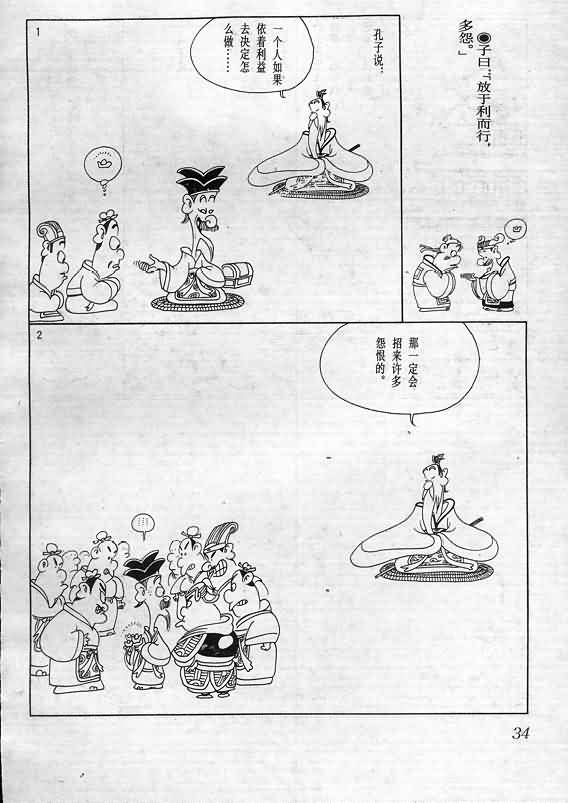 ◉子曰：“放于利而行，
多怨。”
1
孔子说：
一个人如果
依着利益
去决定怎
么做……
2
那一定会
招来许多
怨恨的。
34